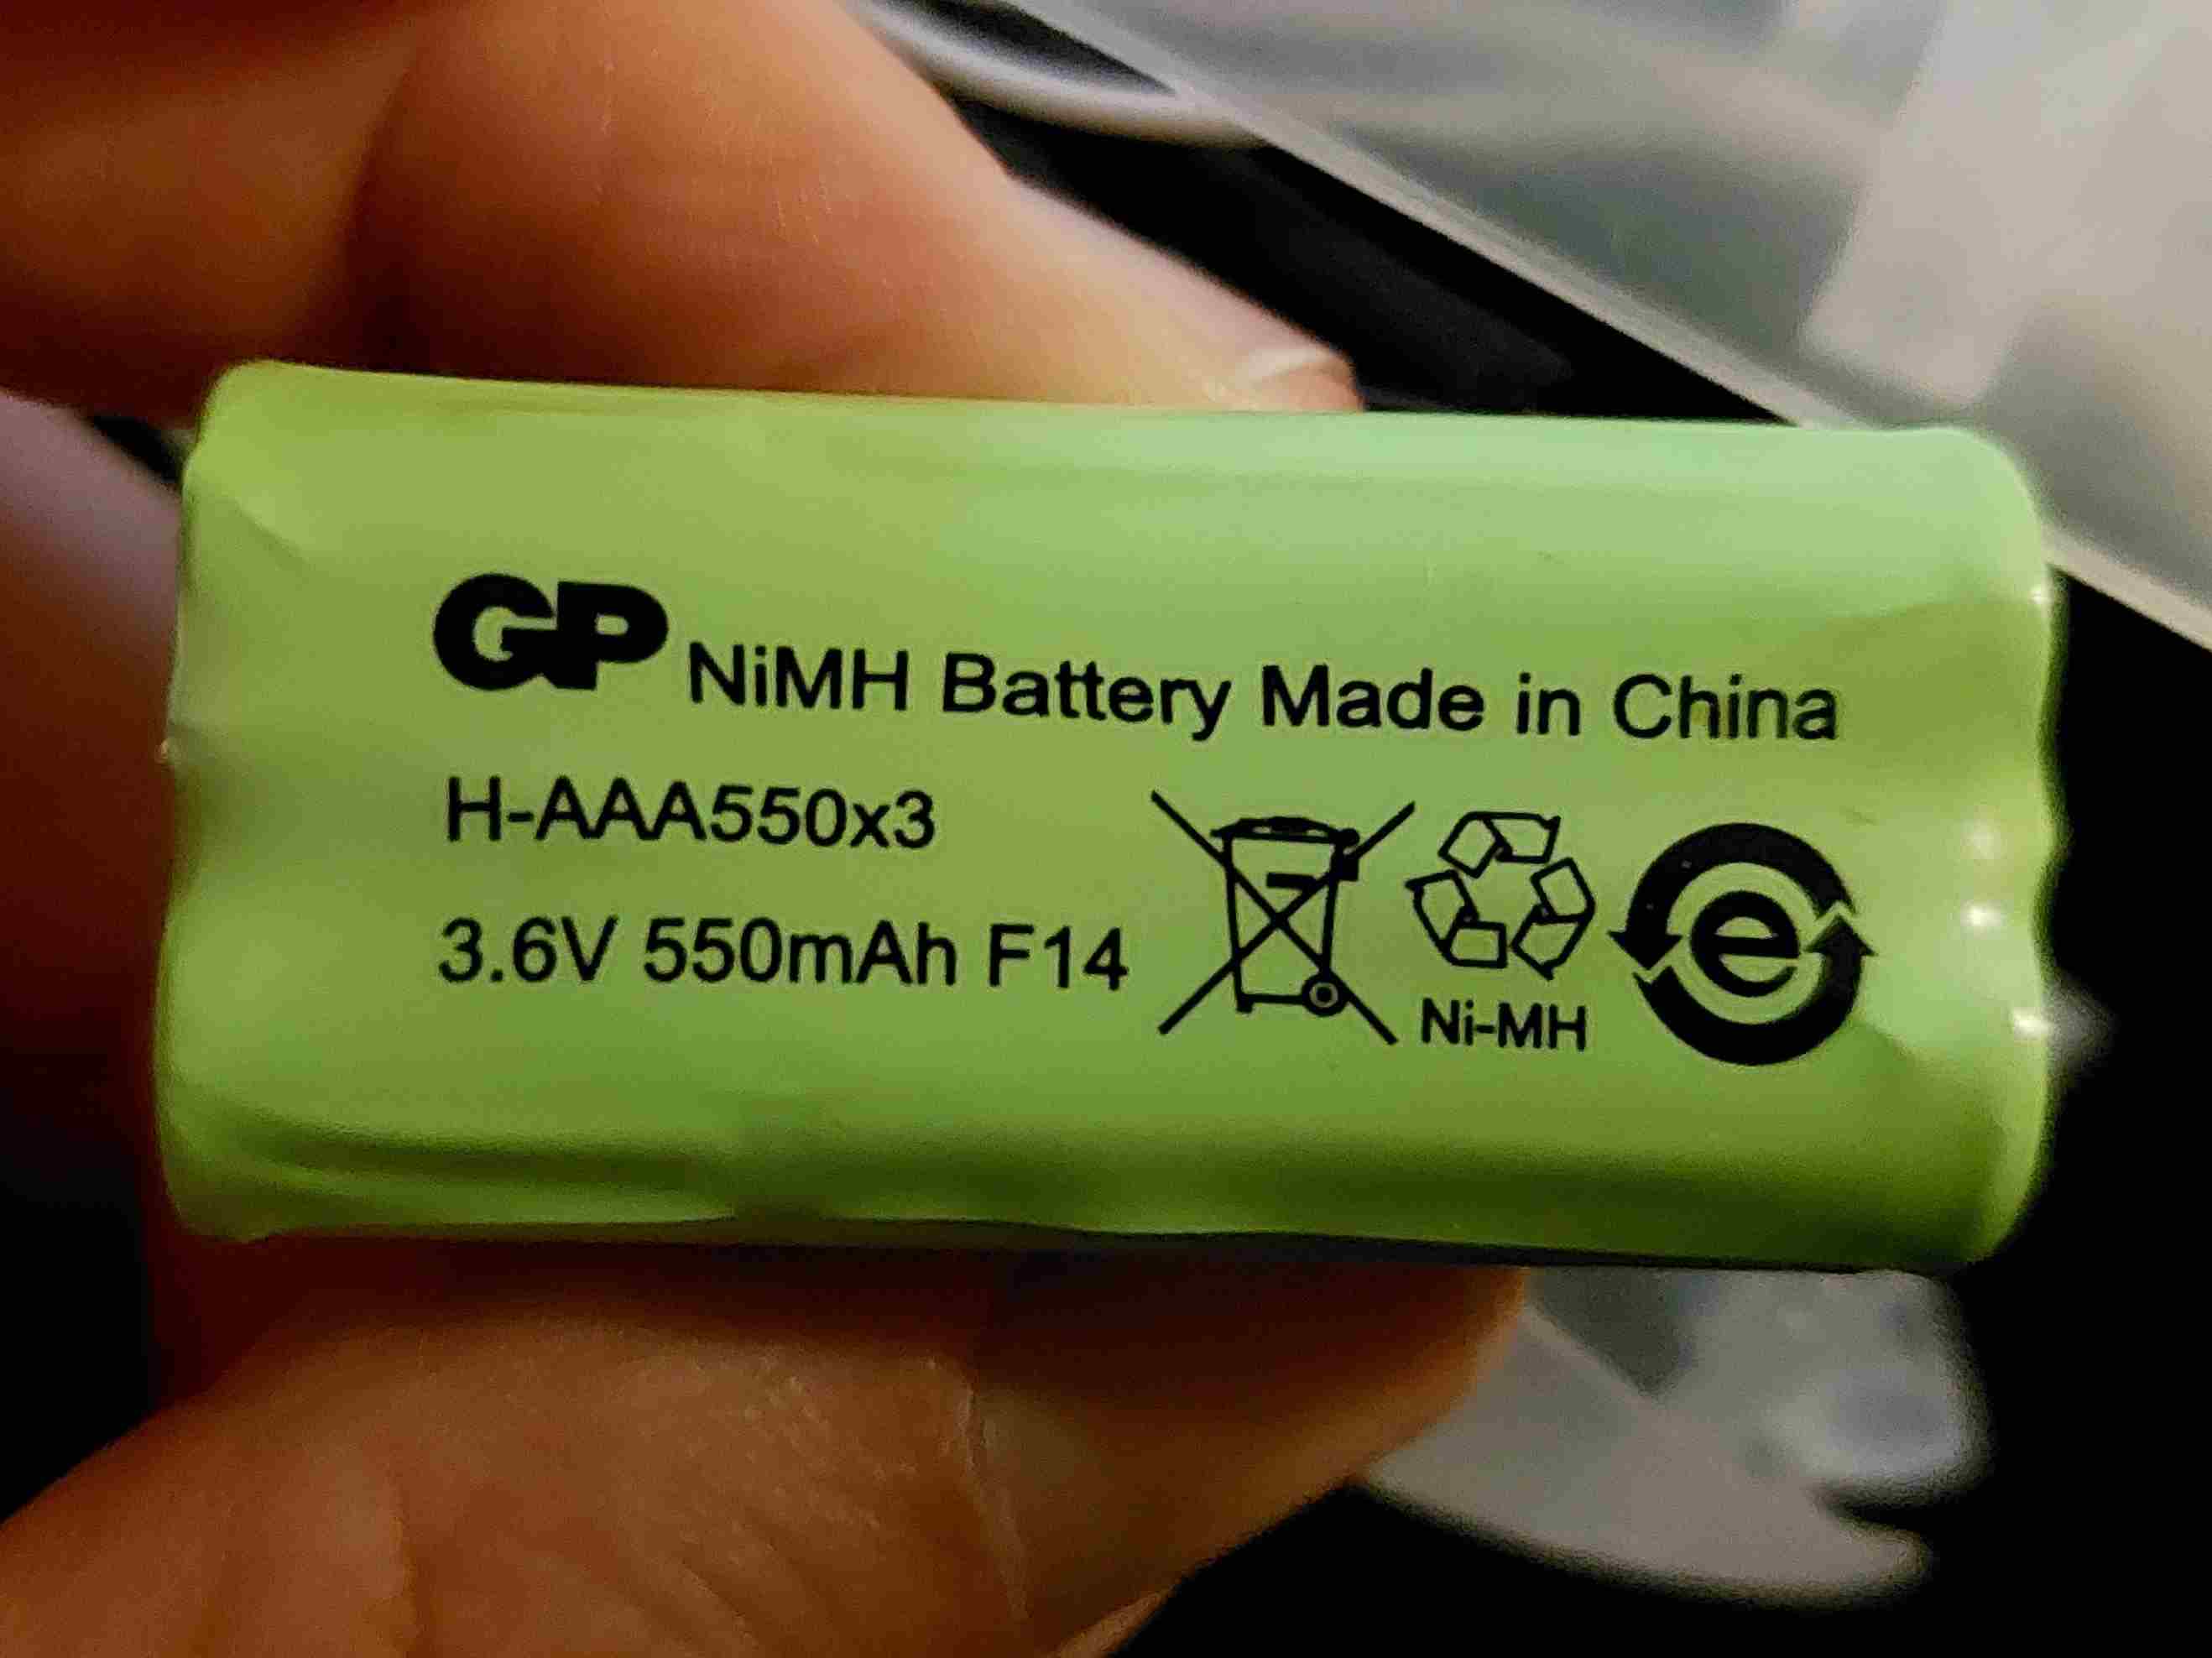 GP NiMH Battery Made in China
H-AAA550x3
3.6V 550mAh F14
Ni-MH
e